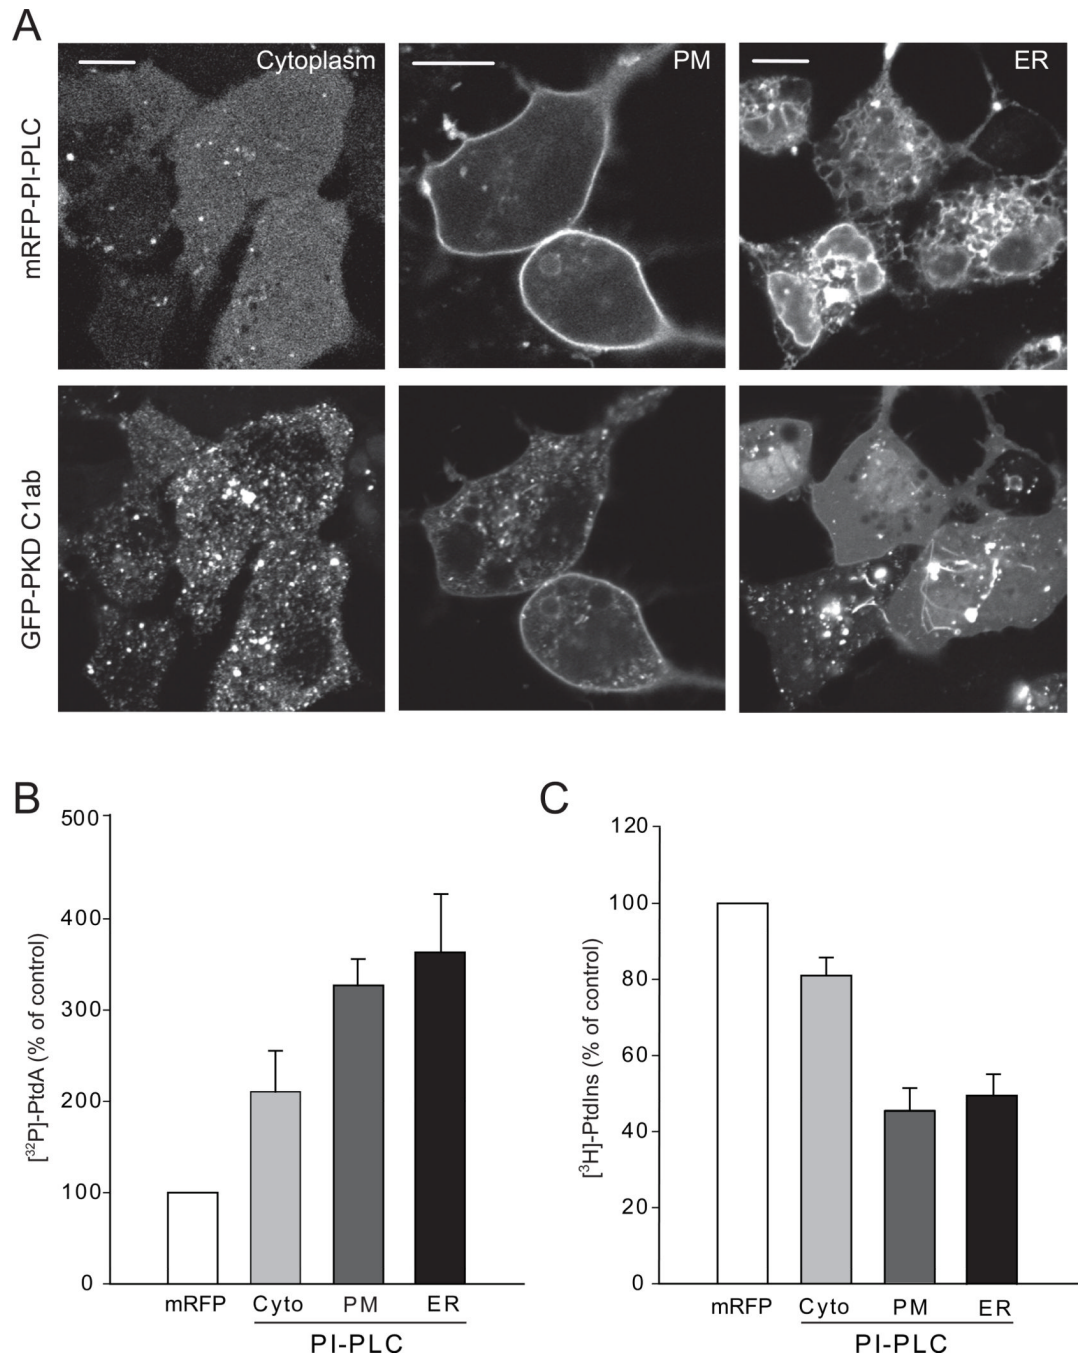 A
Cytoplasm
PM
ER
mRFP-PI-PLC
GFP-PKD C1ab
B
500
400
300
200
100
0
[³²P]-PtdA (% of control)
mRFP Cyto PM ER
PI-PLC
C
120
100
80
60
40
20
0
[³H]-PtdIns (% of control)
mRFP Cyto PM ER
PI-PLC